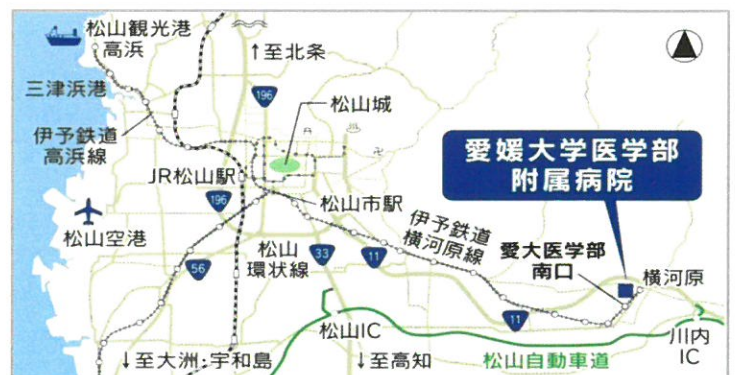 松山観光港
高浜
↑至北条
三津浜港
196
松山城
伊予鉄道
高浜線
愛媛大学医学部
附属病院
JR松山駅
196
松山市駅
伊予鉄道
横河原線
松山空港
松山
環状線
33
11
愛大医学部
南口
横河原
56
11
松山IC
川内
IC
↓至大洲・宇和島
↓至高知
松山自動車道